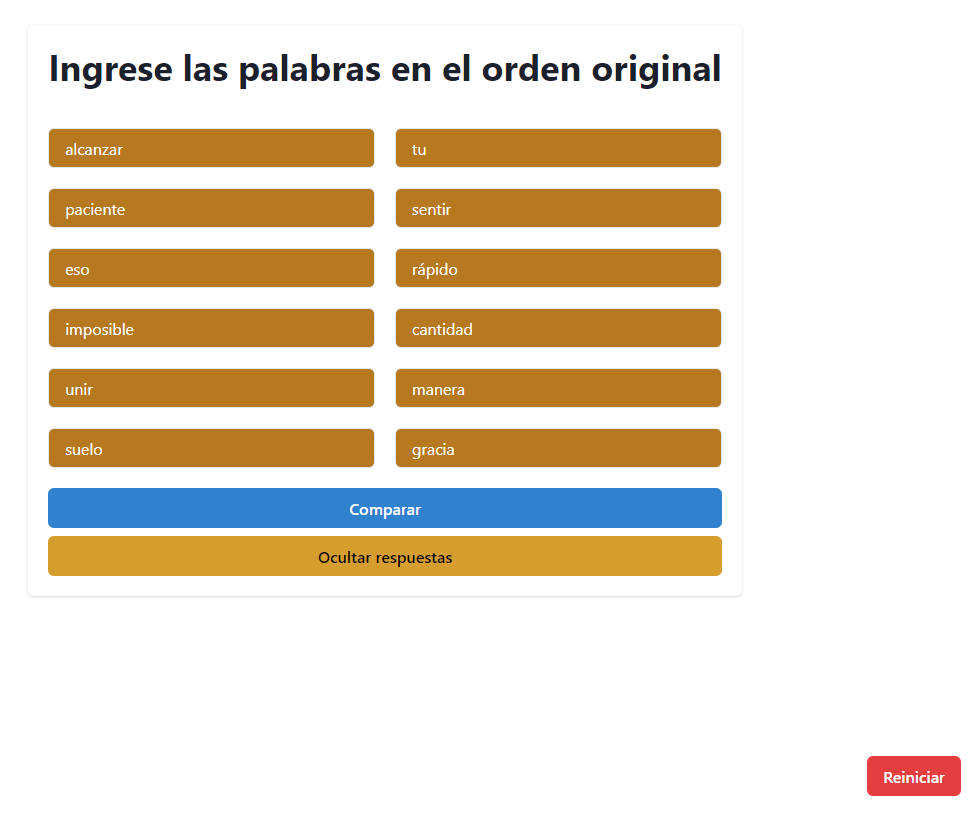 Ingrese las palabras en el orden original
alcanzar tu
paciente sentir
eso rápido
imposible cantidad
unir manera
suelo gracia
Comparar
Ocultar respuestas
Reiniciar